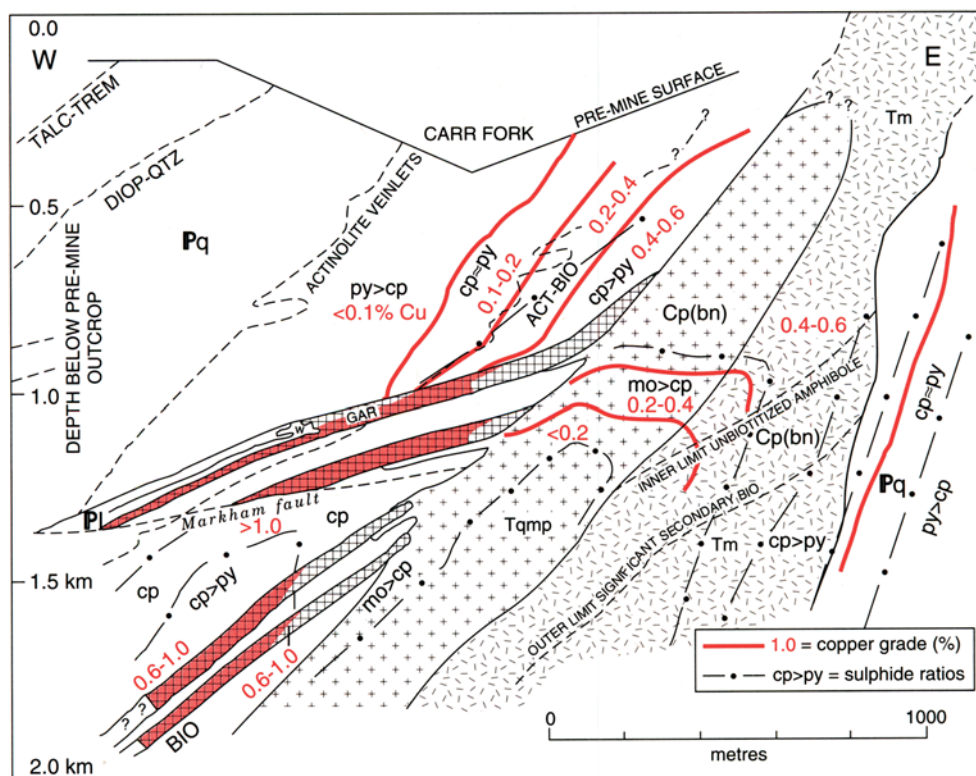 0.0
W
E
TALC-TREM
DIOP-QTZ
PRE-MINE SURFACE
CARR FORK
Tm
? ?
?
0.5
ℙq
ACTINOLITE VEINLETS
0.2-0.4
0.4-0.6
cp≈py
0.1-0.2
py>cp
<0.1% Cu
ACT-BIO
cp>py
Cp(bn)
0.4-0.6
DEPTH BELOW PRE-MINE
OUTCROP
1.0
GAR
w
mo>cp
0.2-0.4
<0.2
INNER LIMIT UNBIOTIZED AMPHIBOLE
Cp(bn)
cp≈py
ℙq
py>cp
ℙl
Markham fault
>1.0
cp
Tqmp
Tm
cp>py
OUTER LIMIT SIGNIFICANT SECONDARY BIO
1.5 km
cp
cp>py
mo>cp
0.6-1.0
0.6-1.0
? ?
BIO
2.0 km
1.0 = copper grade (%)
cp>py = sulphide ratios
0 1000
metres